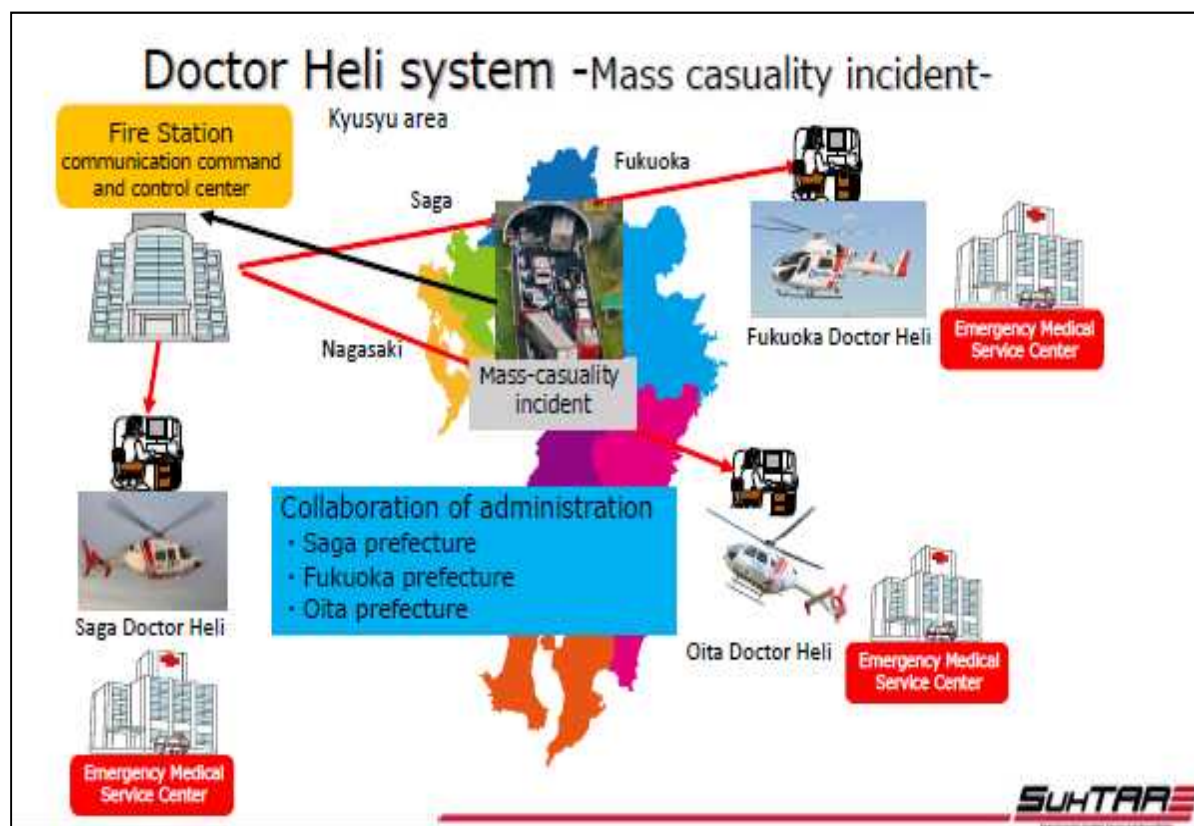 Doctor Heli system -Mass casuality incident-
Fire Station
communication command
and control center
Kyusyu area
Fukuoka
Saga
Nagasaki
Mass-casuality
incident
Fukuoka Doctor Heli
Emergency Medical
Service Center
Collaboration of administration
・Saga prefecture
・Fukuoka prefecture
・Oita prefecture
Saga Doctor Heli
Emergency Medical
Service Center
Oita Doctor Heli
Emergency Medical
Service Center
SUHTAR